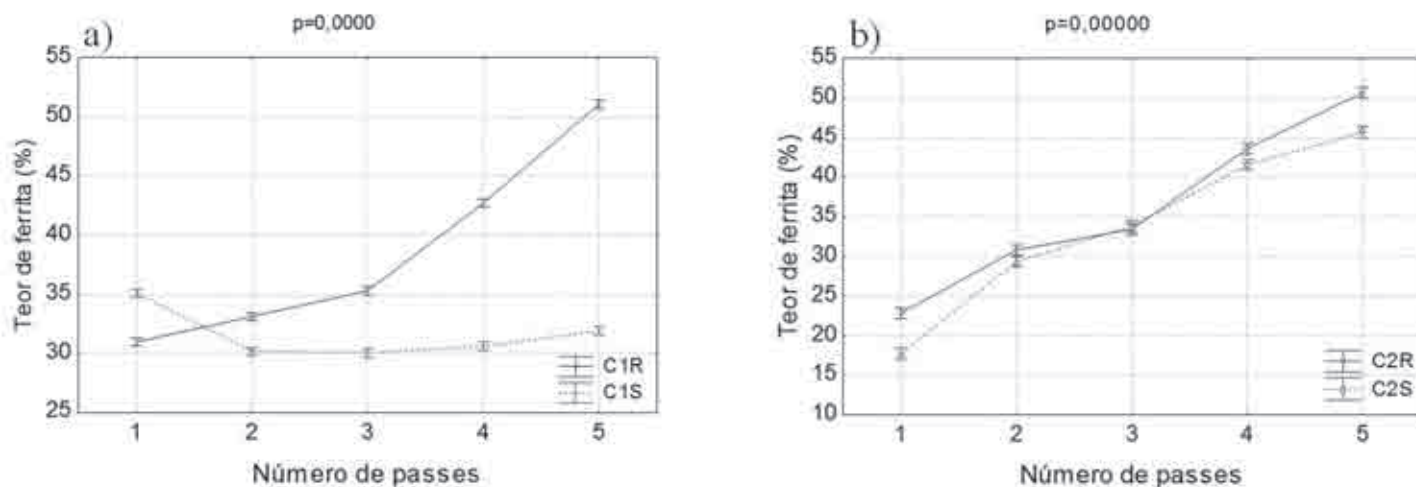 a)
p=0,0000
55
50
45
40
35
30
25
Teor de ferrita (%)
1 2 3 4 5
Número de passes
C1R
C1S
b)
p=0,00000
55
50
45
40
35
30
25
20
15
10
Teor de ferrita (%)
1 2 3 4 5
Número de passes
C2R
C2S